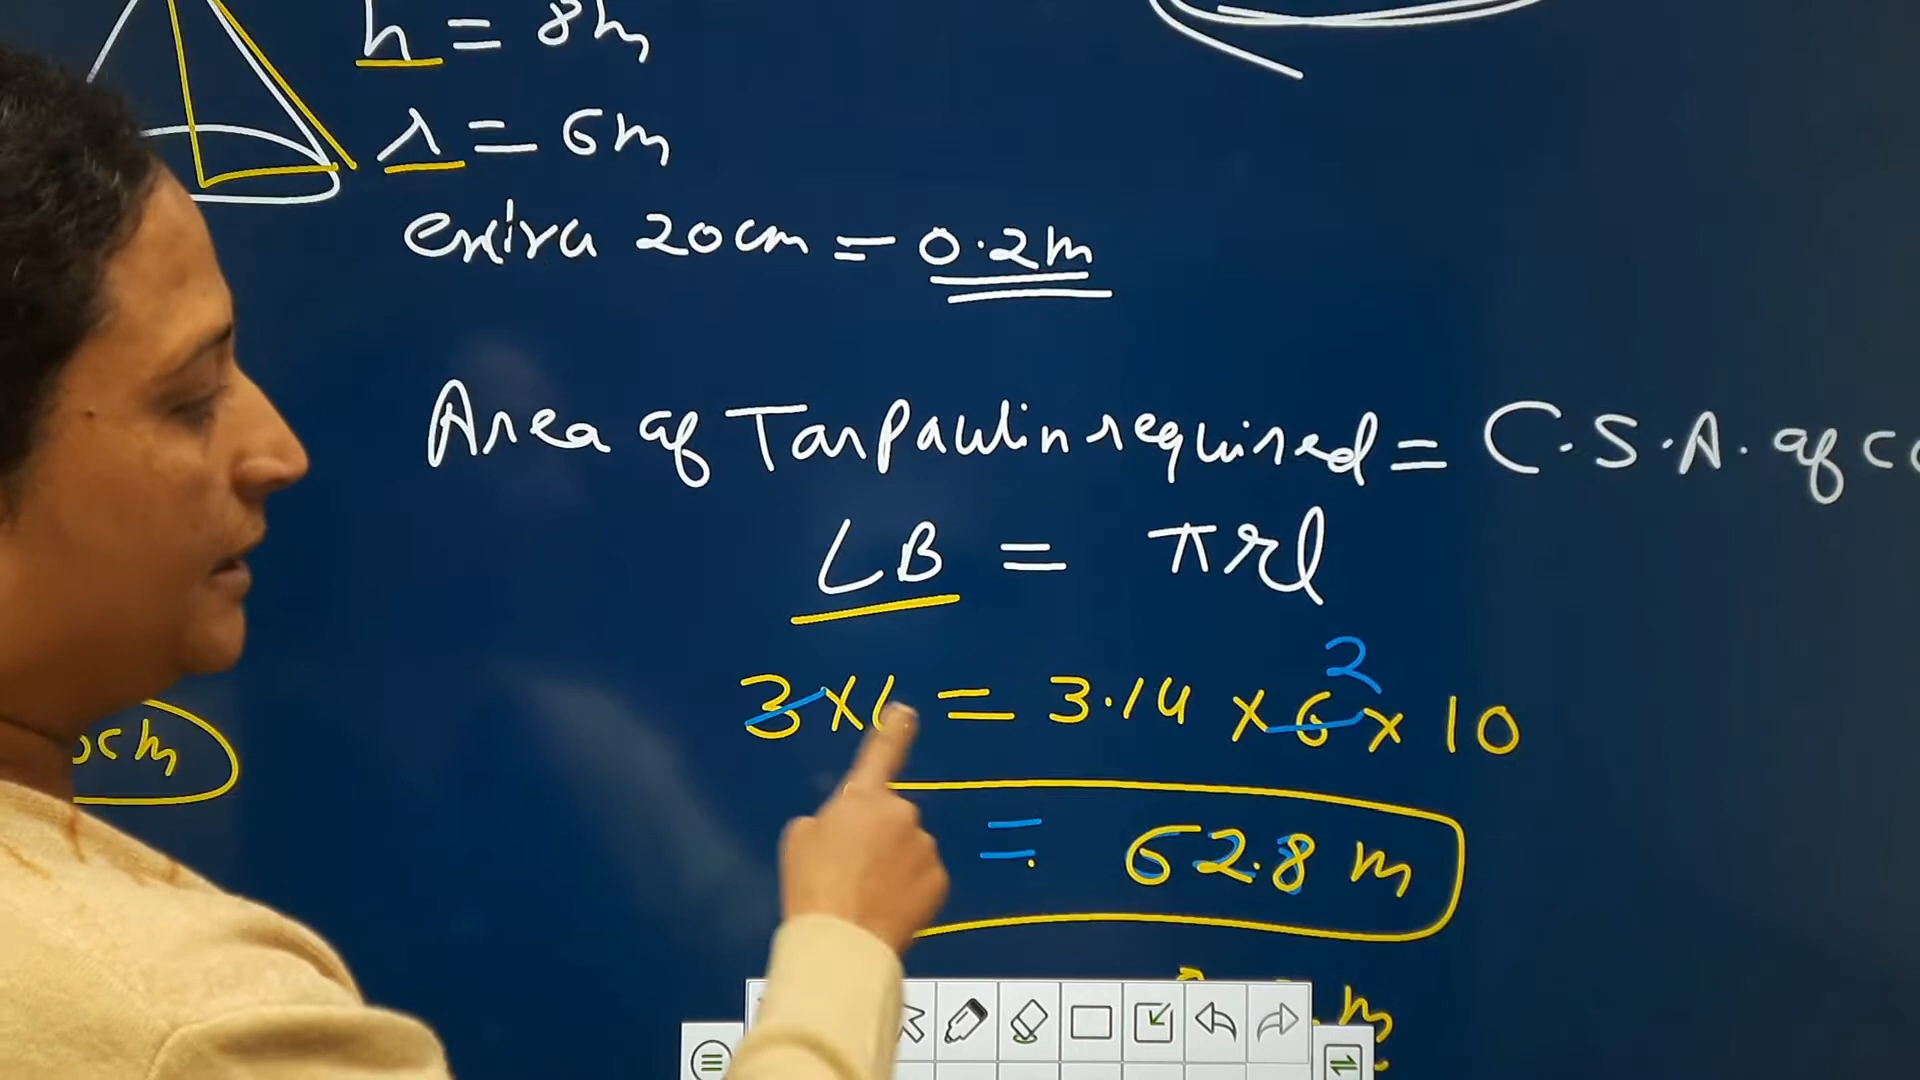 h = 8m
r = 6m
extra 20cm = 0.2m
Area of Tarpaulin required = C.S.A. of
LB = πrl
3× = 3.14 × 6 × 10
2
= 62.8 m
cm
m